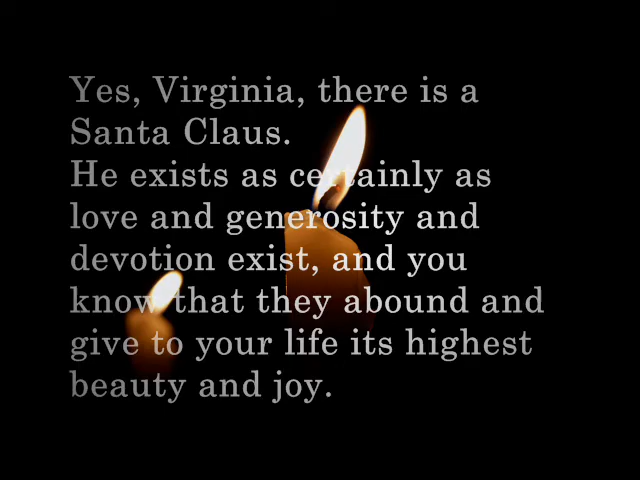 Yes, Virginia, there is a
Santa Claus.
He exists as certainly as
love and generosity and
devotion exist, and you
know that they abound and
give to your life its highest
beauty and joy.